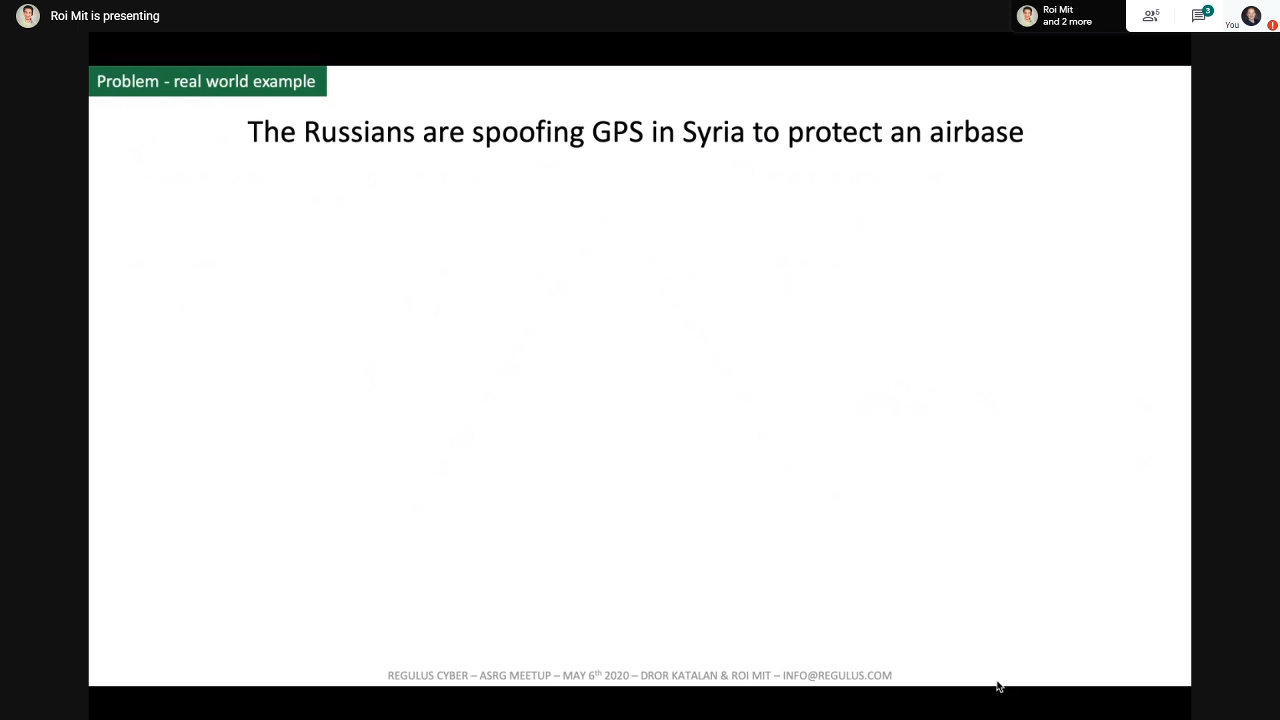 Roi Mit is presenting
Roi Mit
and 2 more
5
3
You
Problem - real world example
The Russians are spoofing GPS in Syria to protect an airbase
REGULUS CYBER – ASRG MEETUP – MAY 6th 2020 – DROR KATALAN & ROI MIT – INFO@REGULUS.COM